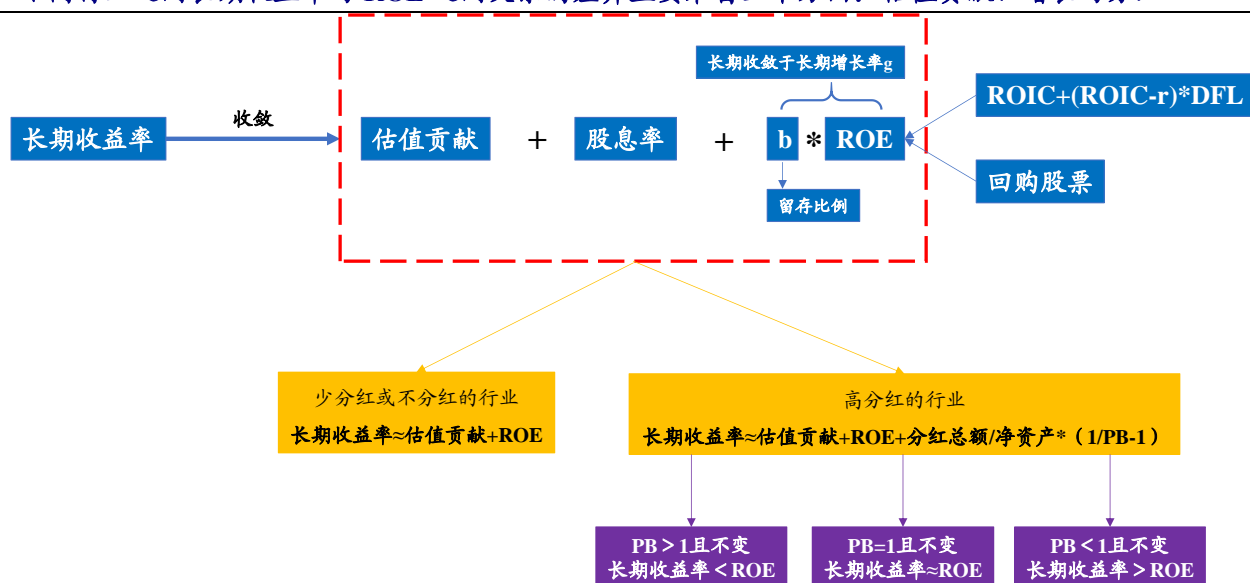 长期收敛于长期增长率g
ROIC+(ROIC-r)*DFL
长期收益率
收敛
估值贡献
+
股息率
+
b
*
ROE
回购股票
留存比例
少分红或不分红的行业
长期收益率≈估值贡献+ROE
高分红的行业
长期收益率≈估值贡献+ROE+分红总额/净资产*（1/PB-1）
PB＞1且不变
长期收益率＜ROE
PB=1且不变
长期收益率≈ROE
PB＜1且不变
长期收益率＞ROE